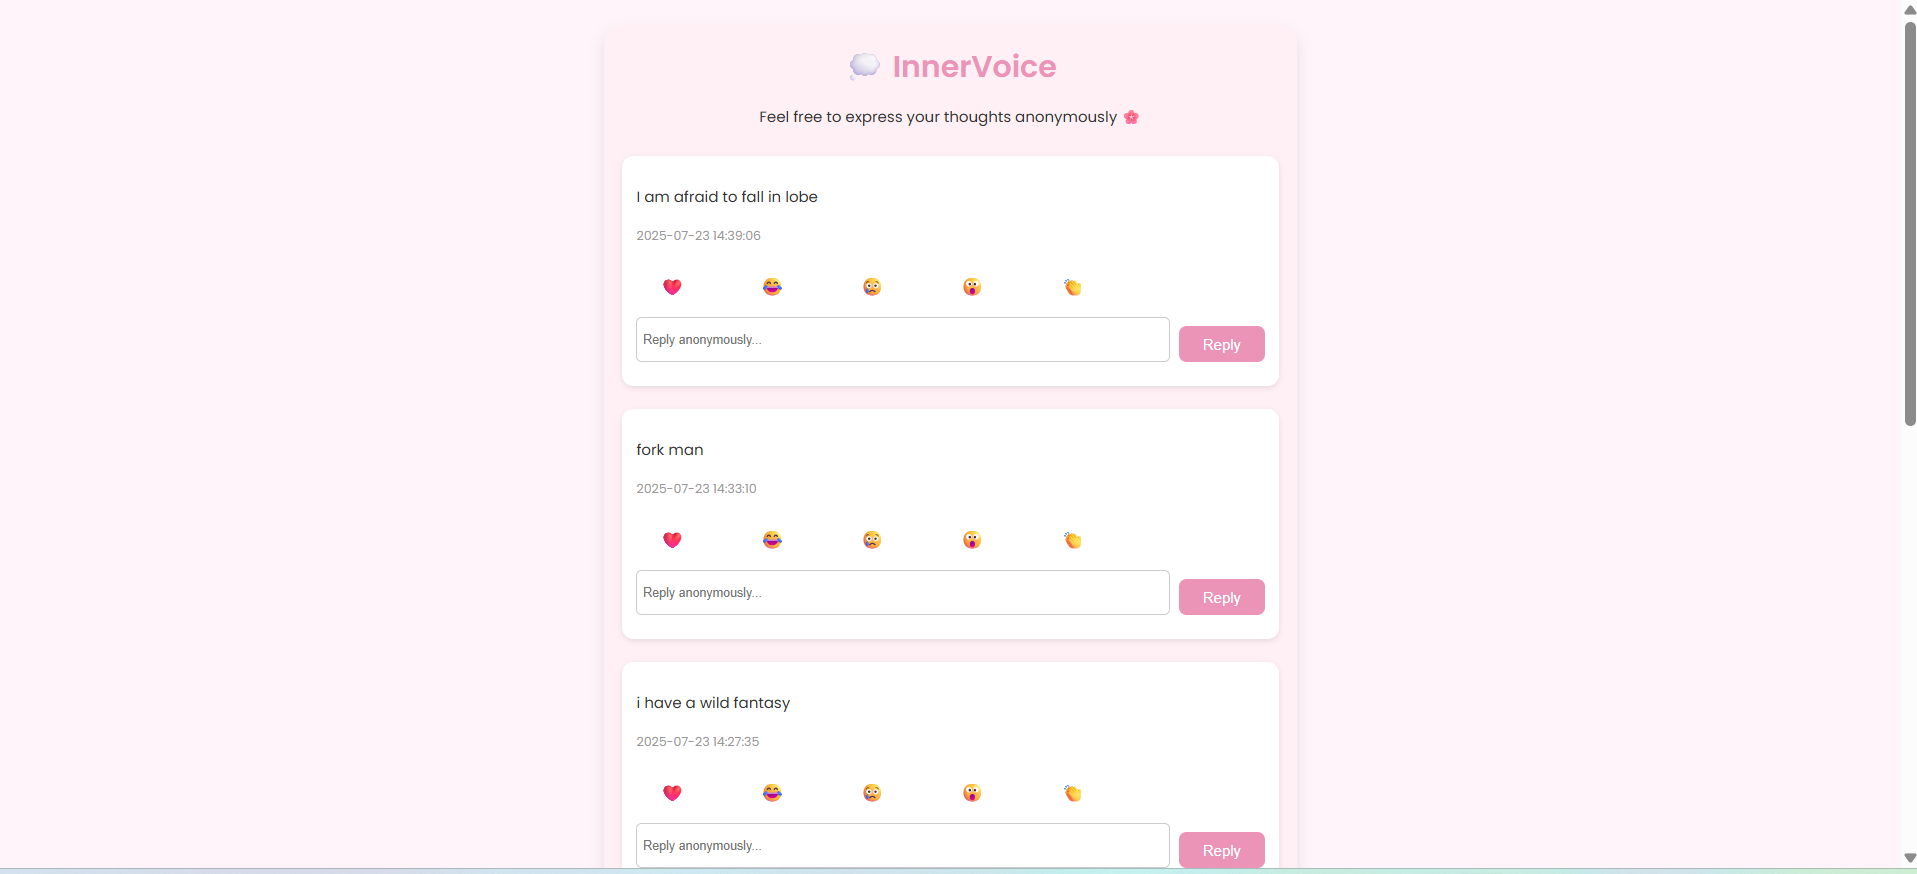 InnerVoice
Feel free to express your thoughts anonymously
I am afraid to fall in lobe
2025-07-23 14:39:06
Reply anonymously...
Reply
fork man
2025-07-23 14:33:10
Reply anonymously...
Reply
i have a wild fantasy
2025-07-23 14:27:35
Reply anonymously...
Reply